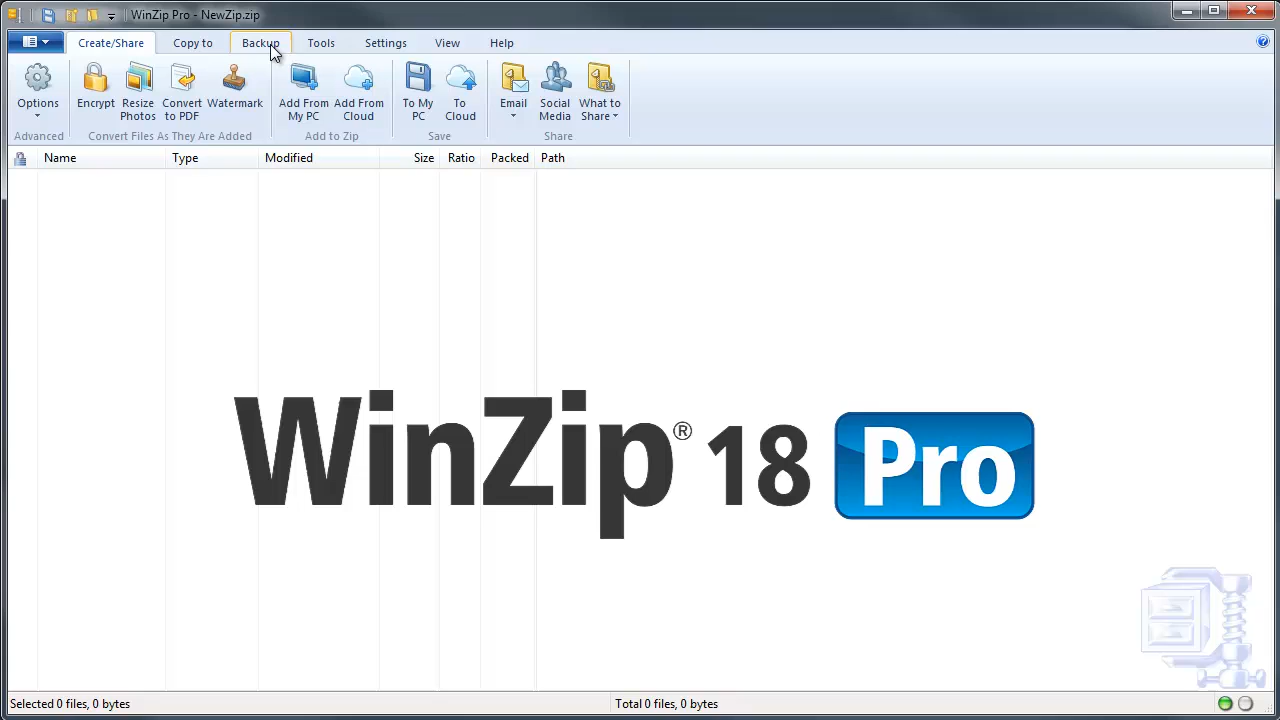 WinZip Pro - NewZip.zip
Create/Share Copy to Backup Tools Settings View Help
Options Encrypt Resize Photos Convert to PDF Watermark Add From My PC Add From Cloud To My PC To Cloud Email Social Media What to Share
Advanced Convert Files As They Are Added Add to Zip Save Share
Name Type Modified Size Ratio Packed Path
WinZip® 18 Pro
Selected 0 files, 0 bytes Total 0 files, 0 bytes